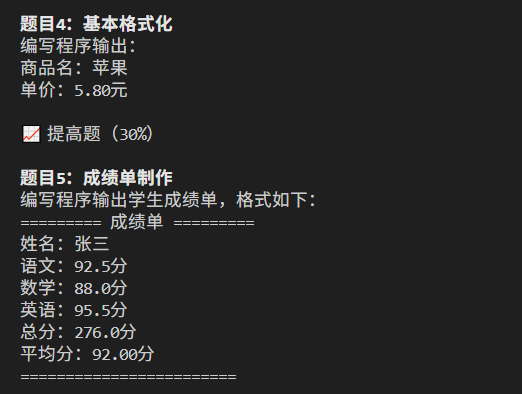 题目4：基本格式化
编写程序输出：
商品名：苹果
单价：5.80元
📈 提高题（30%）
题目5：成绩单制作
编写程序输出学生成绩单，格式如下：
========= 成绩单 =========
姓名：张三
语文：92.5分
数学：88.0分
英语：95.5分
总分：276.0分
平均分：92.00分
========================